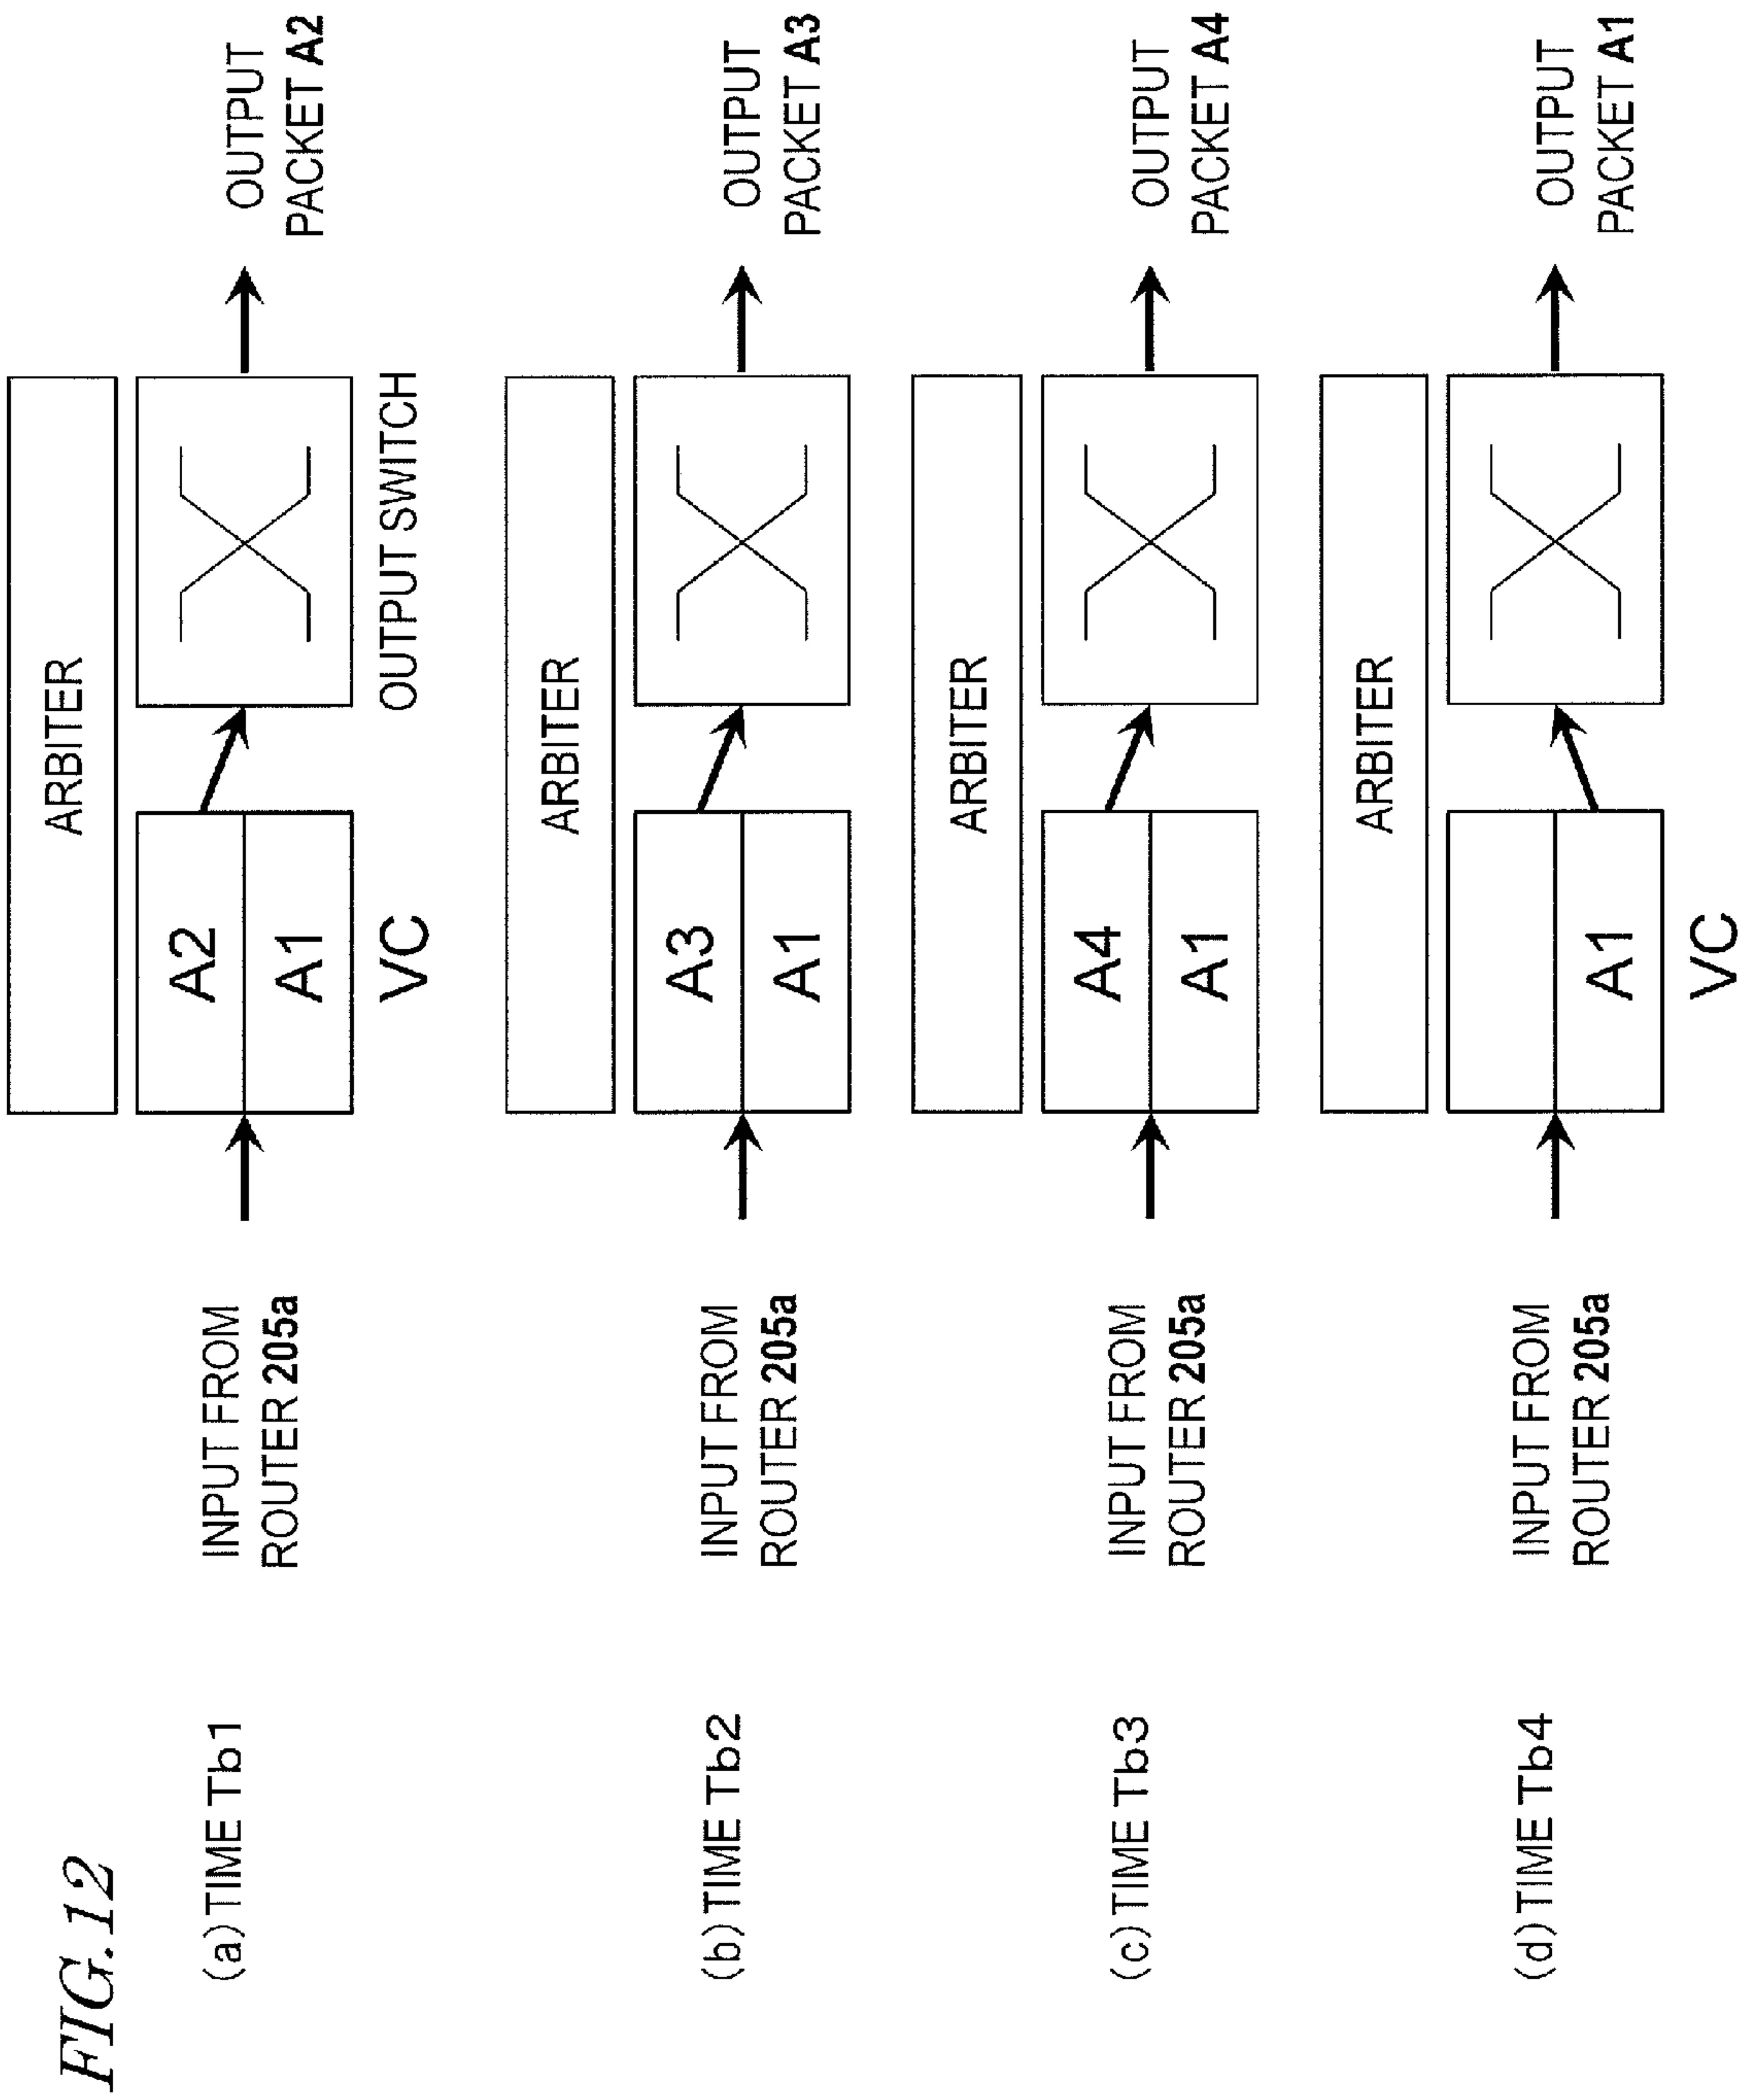 FIG.12
(a) TIME Tb1
INPUT FROM
ROUTER 205a
ARBITER
A2
A1
VC
OUTPUT SWITCH
OUTPUT
PACKET A2
(b) TIME Tb2
INPUT FROM
ROUTER 205a
ARBITER
A3
A1
OUTPUT
PACKET A3
(c) TIME Tb3
INPUT FROM
ROUTER 205a
ARBITER
A4
A1
OUTPUT
PACKET A4
(d) TIME Tb4
INPUT FROM
ROUTER 205a
ARBITER
A1
VC
OUTPUT
PACKET A1